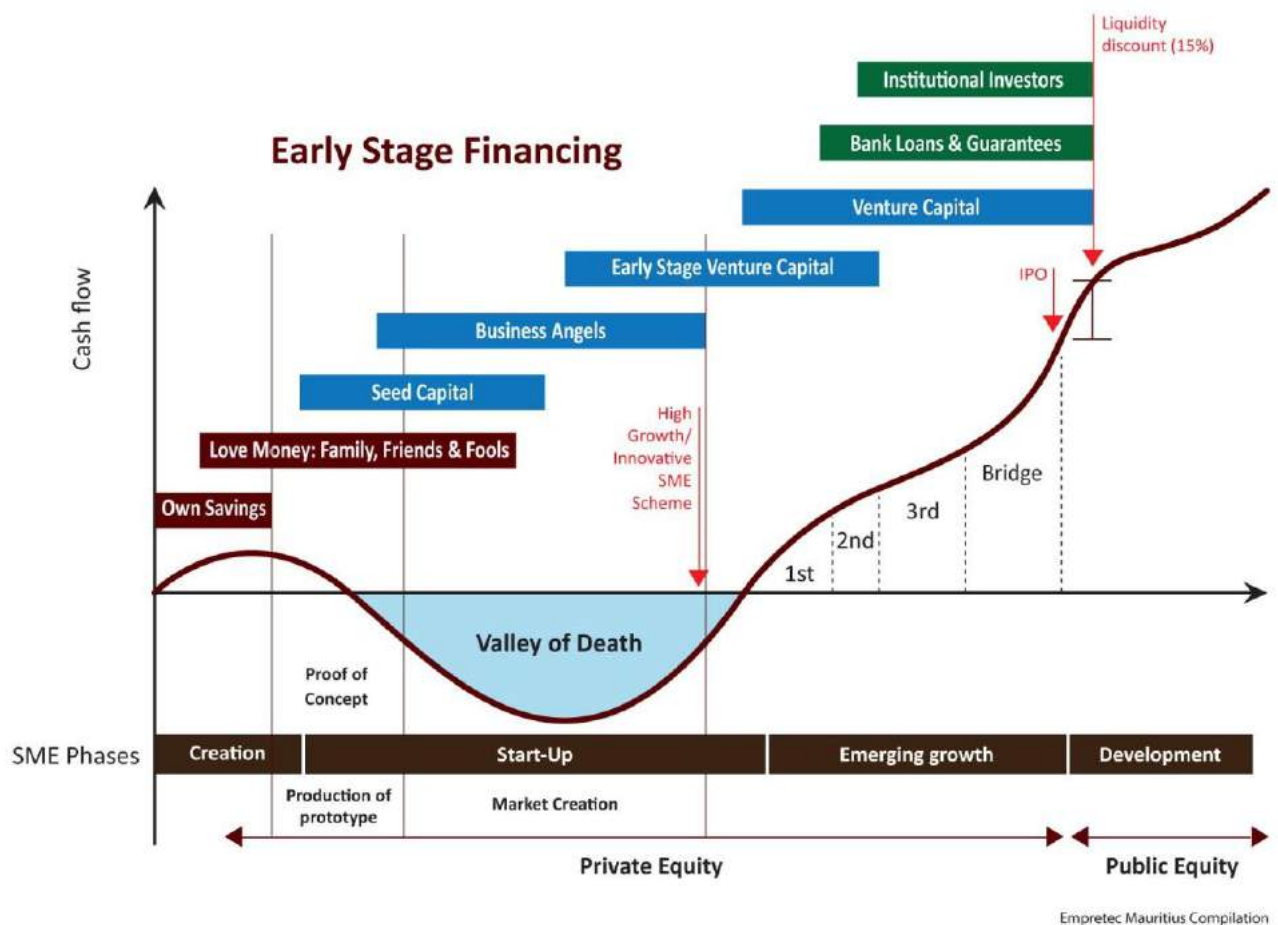 Liquidity
discount (15%)
Institutional Investors
Bank Loans & Guarantees
Early Stage Financing
Venture Capital
Early Stage Venture Capital
IPO
Cash flow
Business Angels
Seed Capital
High
Growth/
Innovative
SME
Scheme
Love Money: Family, Friends & Fools
Own Savings
Bridge
3rd
2nd
1st
Valley of Death
Proof of
Concept
SME Phases
Creation
Start-Up
Emerging growth
Development
Production of
prototype
Market Creation
Private Equity
Public Equity
Empretec Mauritius Compilation